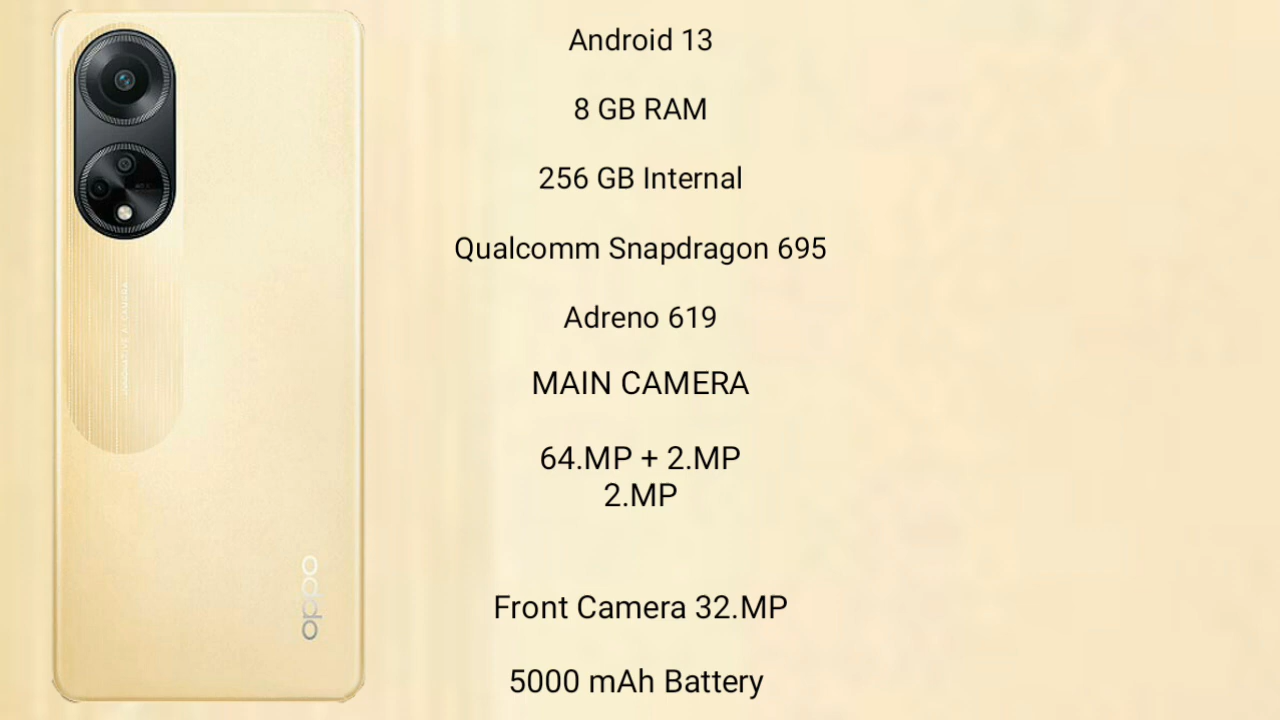 Android 13
8 GB RAM
256 GB Internal
Qualcomm Snapdragon 695
Adreno 619
MAIN CAMERA
64.MP + 2.MP
2.MP
Front Camera 32.MP
5000 mAh Battery
oppo